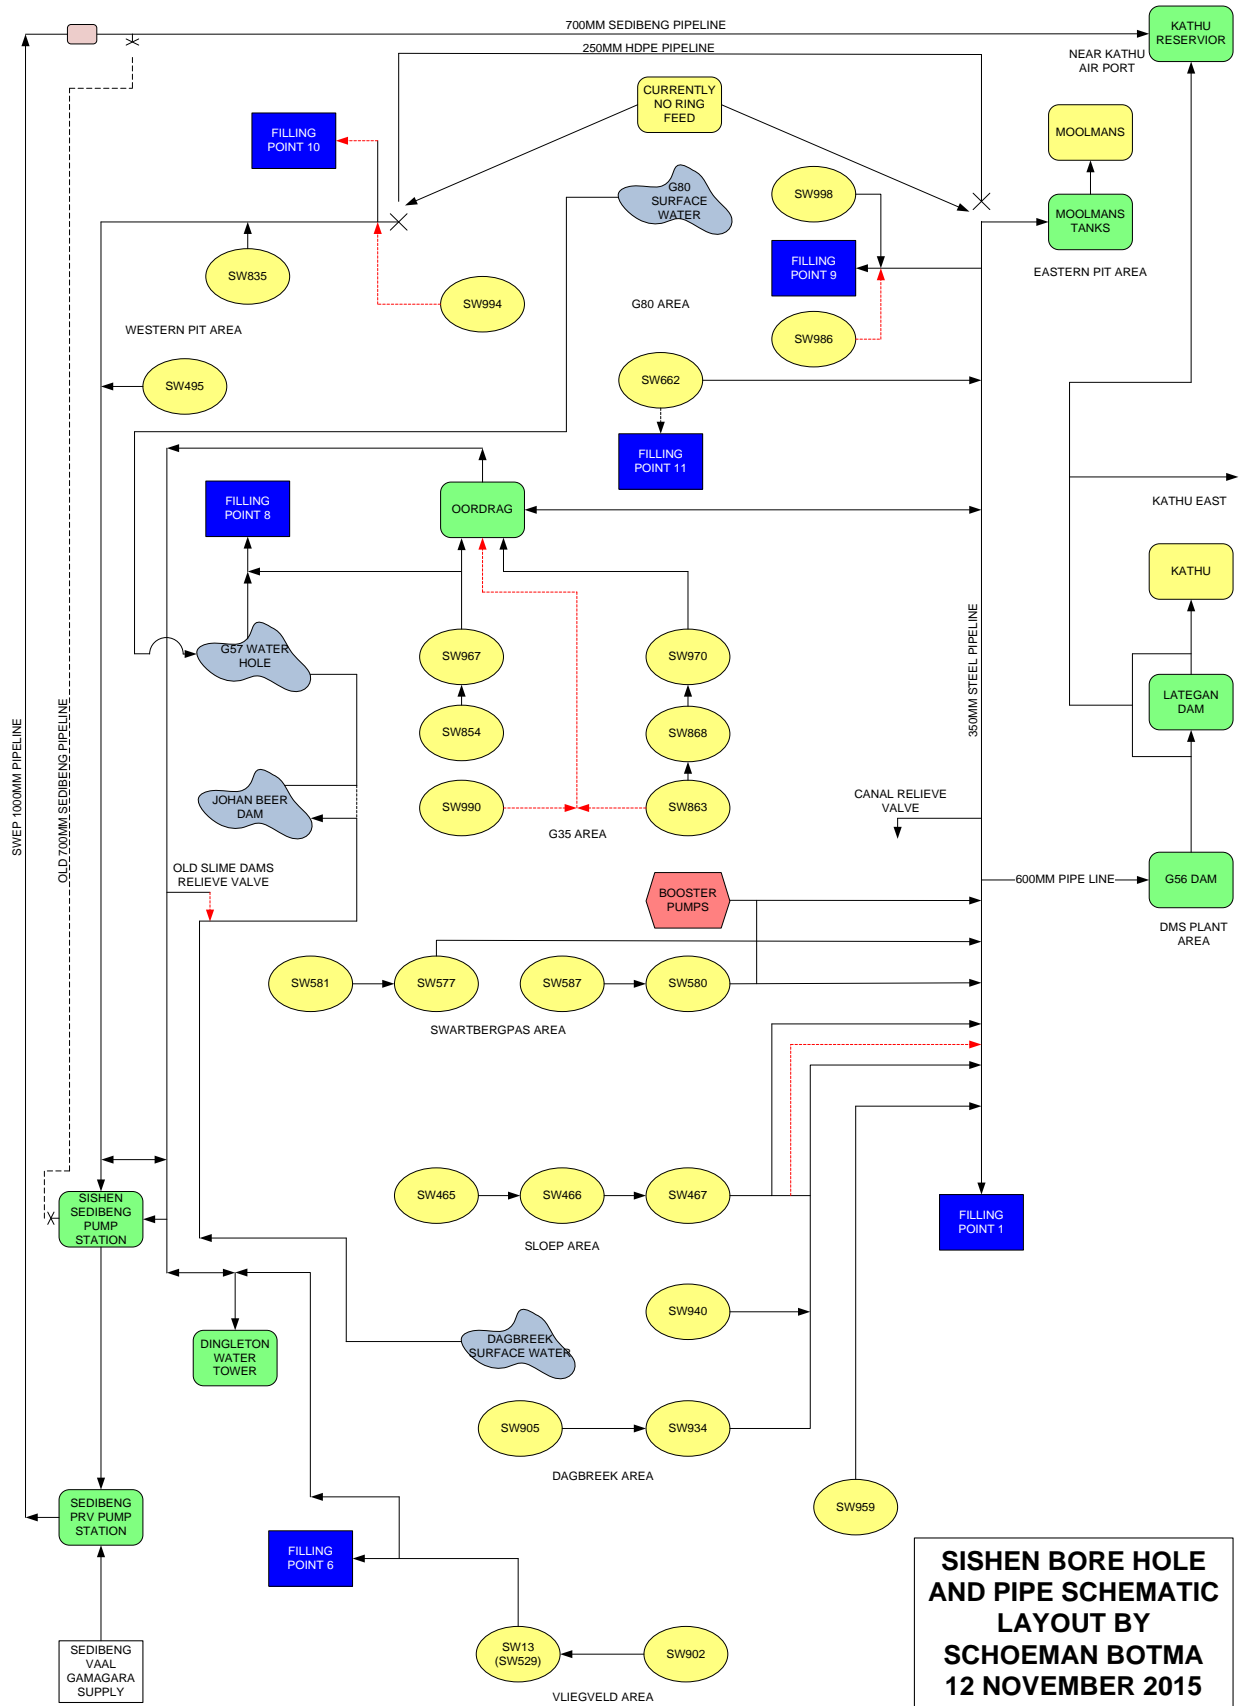 700MM SEDIBENG PIPELINE
KATHU
RESERVIOR
250MM HDPE PIPELINE
NEAR KATHU
AIR PORT
CURRENTLY
NO RING
FEED
FILLING
POINT 10
MOOLMANS
G80
SURFACE
WATER
SW998
MOOLMANS
TANKS
FILLING
POINT 9
EASTERN PIT AREA
SW835
SW994
G80 AREA
WESTERN PIT AREA
SW986
SW495
SW662
FILLING
POINT 11
FILLING
POINT 8
OORDRAG
KATHU EAST
KATHU
G57 WATER
HOLE
SW967
SW970
350MM STEEL PIPELINE
LATEGAN
DAM
SW854
SW868
SWEP 1000MM PIPELINE
OLD 700MM SEDIBENG PIPELINE
JOHAN BEER
DAM
SW990
SW863
CANAL RELIEVE
VALVE
G35 AREA
OLD SLIME DAMS
RELIEVE VALVE
BOOSTER
PUMPS
600MM PIPE LINE
G56 DAM
DMS PLANT
AREA
SW581
SW577
SW587
SW580
SWARTBERGPAS AREA
SW465
SW466
SW467
SISHEN
SEDIBENG
PUMP
STATION
FILLING
POINT 1
SLOEP AREA
SW940
DINGLETON
WATER
TOWER
DAGBREEK
SURFACE WATER
SW905
SW934
DAGBREEK AREA
SW959
SEDIBENG
PRV PUMP
STATION
FILLING
POINT 6
SISHEN BORE HOLE
AND PIPE SCHEMATIC
LAYOUT BY
SCHOEMAN BOTMA
12 NOVEMBER 2015
SEDIBENG
VAAL
GAMAGARA
SUPPLY
SW13
(SW529)
SW902
VLIEGVELD AREA